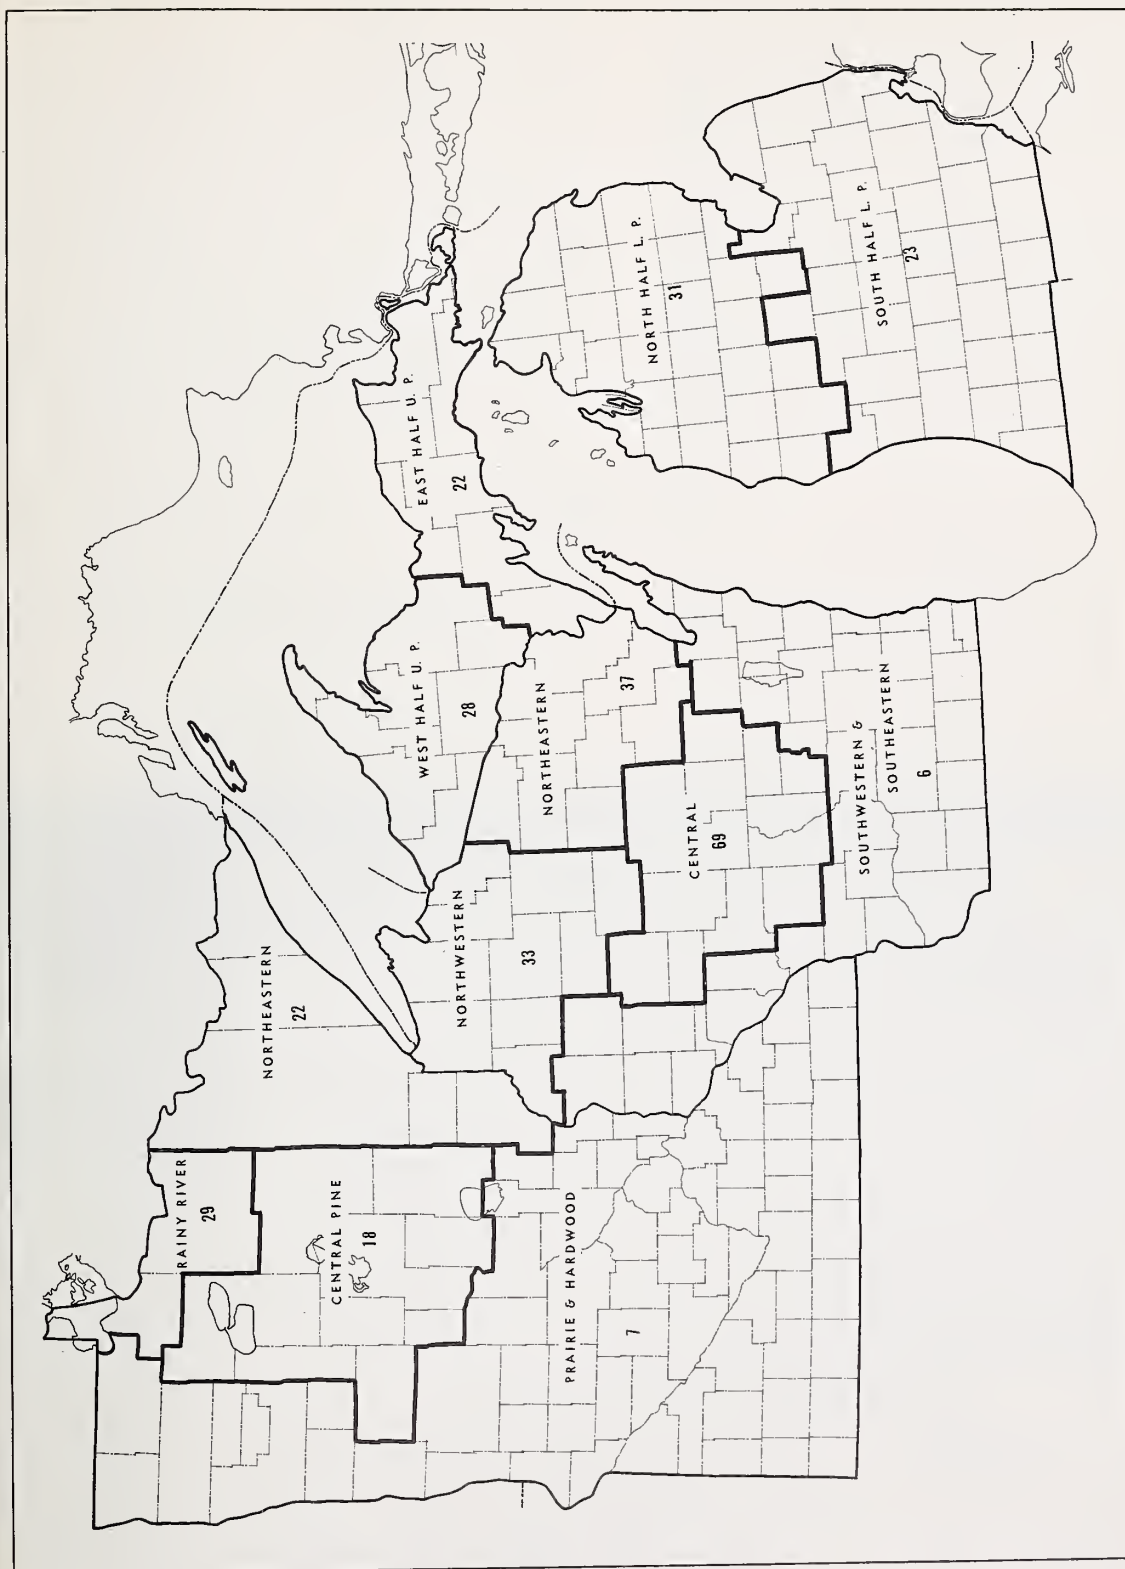 RAINY RIVER
29
NORTHEASTERN
22
CENTRAL PINE
18
PRAIRIE & HARDWOOD
7
NORTHWESTERN
33
NORTHEASTERN
37
CENTRAL
69
SOUTHWESTERN &
SOUTHEASTERN
6
WEST HALF U. P.
28
EAST HALF U. P.
22
NORTH HALF L. P.
31
SOUTH HALF L. P.
23